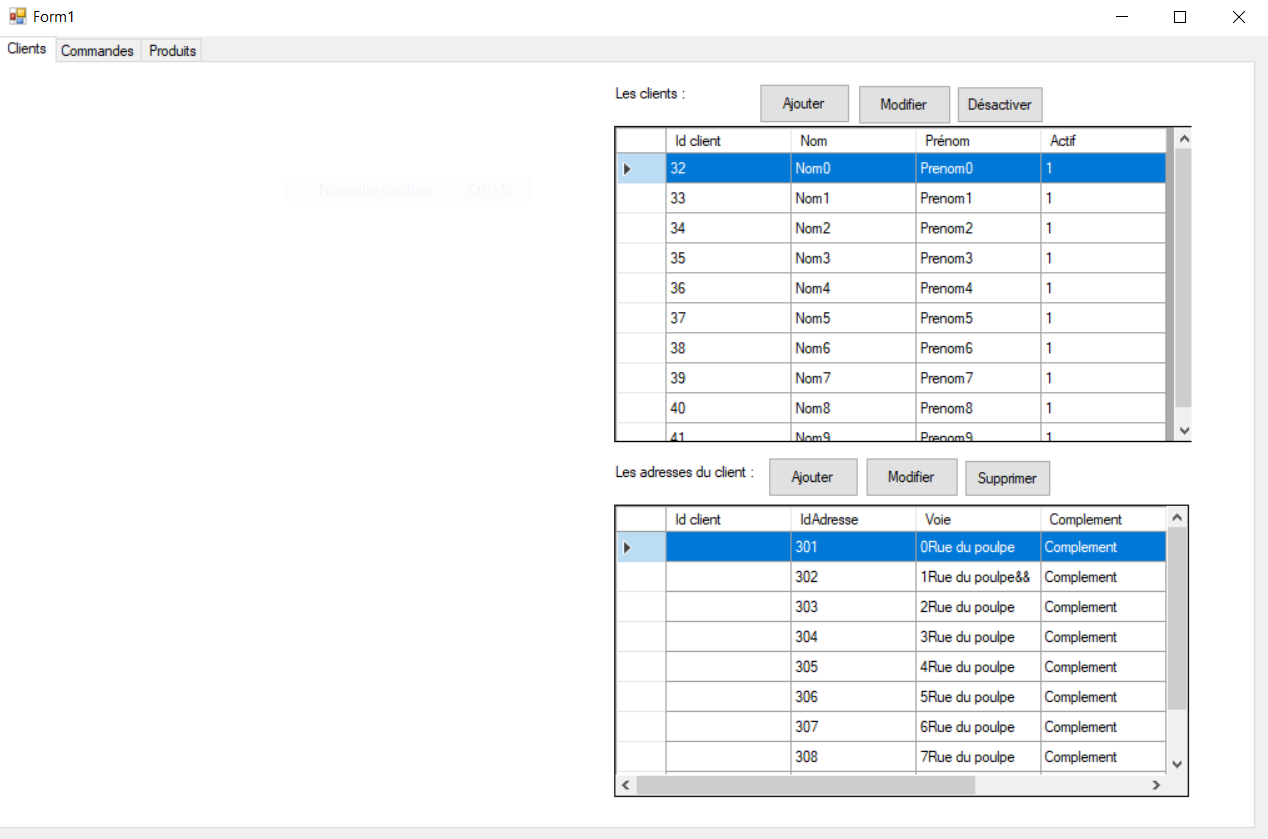 Form1
Clients Commandes Produits
Les clients : Ajouter Modifier Désactiver
Id client Nom Prénom Actif
32 Nom0 Prenom0 1
33 Nom1 Prenom1 1
34 Nom2 Prenom2 1
35 Nom3 Prenom3 1
36 Nom4 Prenom4 1
37 Nom5 Prenom5 1
38 Nom6 Prenom6 1
39 Nom7 Prenom7 1
40 Nom8 Prenom8 1
41 Nom9 Prenom9 1
Nouvelle capture Ctrl+N
Les adresses du client : Ajouter Modifier Supprimer
Id client IdAdresse Voie Complement
301 0Rue du poulpe Complement
302 1Rue du poulpe&& Complement
303 2Rue du poulpe Complement
304 3Rue du poulpe Complement
305 4Rue du poulpe Complement
306 5Rue du poulpe Complement
307 6Rue du poulpe Complement
308 7Rue du poulpe Complement